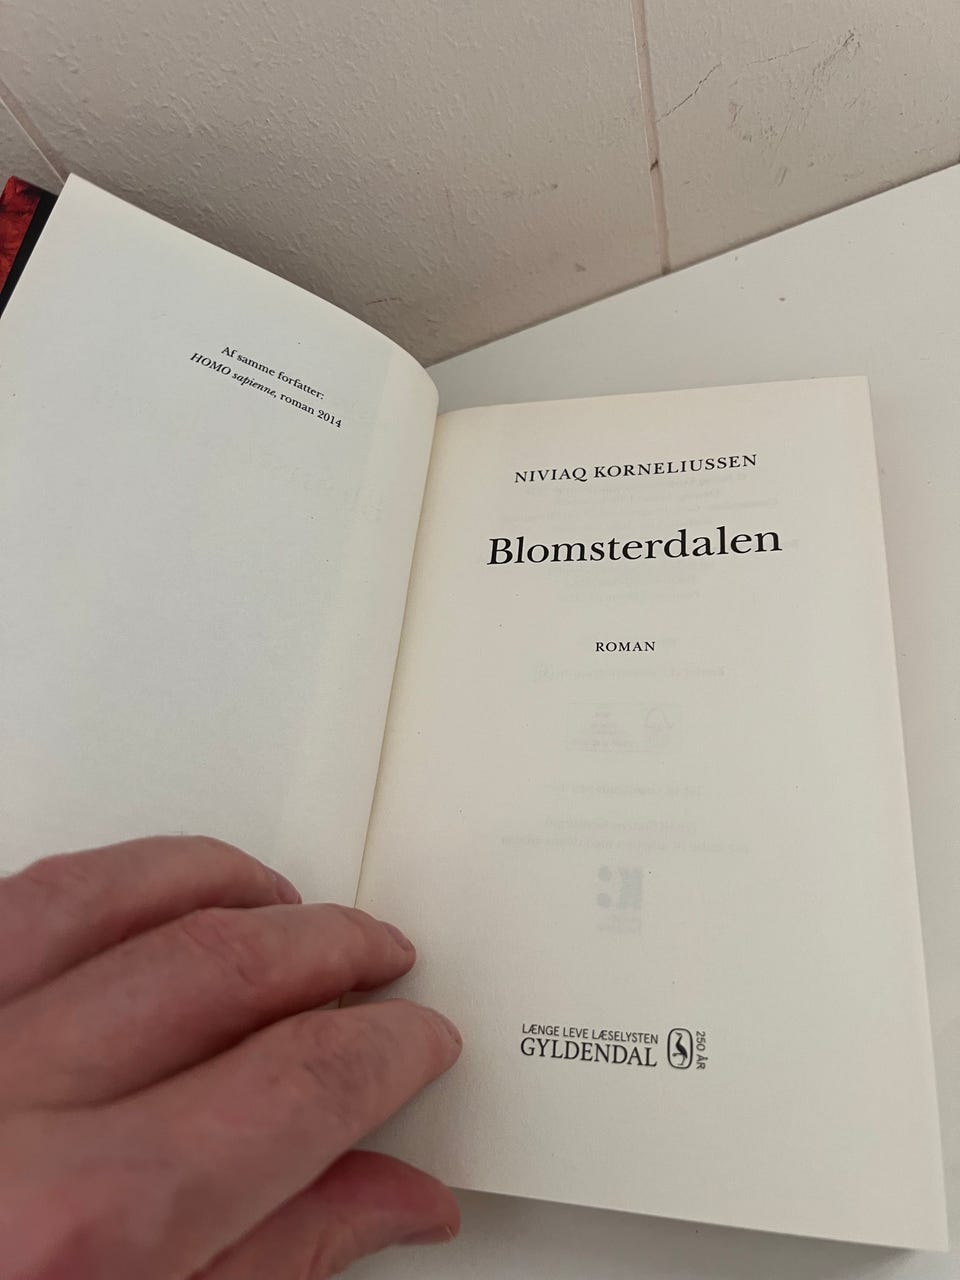 Af samme forfatter:
HOMO sapienne, roman 2014
NIVIAQ KORNELIUSSEN
Blomsterdalen
ROMAN
LÆNGE LEVE LÆSELYSTEN
GYLDENDAL
250 ÅR